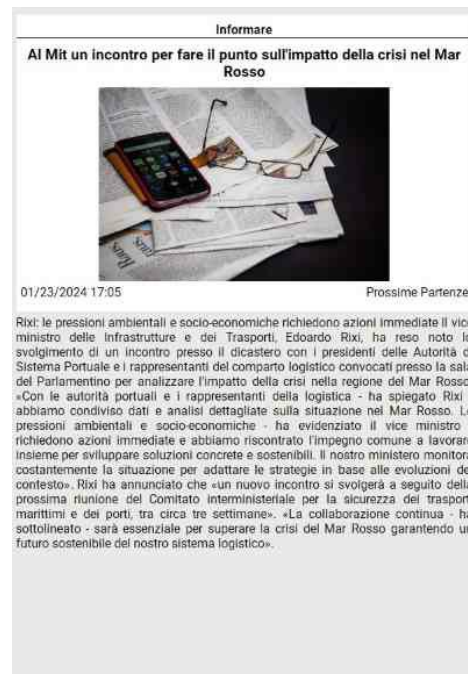 Informare
Al Mit un incontro per fare il punto sull'impatto della crisi nel Mar
Rosso
01/23/2024 17:05
Prossime Partenze
Rixi: le pressioni ambientali e socio-economiche richiedono azioni immediate Il vice
ministro delle Infrastrutture e dei Trasporti, Edoardo Rixi, ha reso noto lo
svolgimento di un incontro presso il dicastero con i presidenti delle Autorità d
Sistema Portuale e i rappresentanti del comparto logistico convocati presso la sala
del Parlamentino per analizzare l'impatto della crisi nella regione del Mar Rosso
«Con le autorità portuali e i rappresentanti della logistica - ha spiegato Rixi
abbiamo condiviso dati e analisi dettagliate sulla situazione nel Mar Rosso. Le
pressioni ambientali e socio-economiche - ha evidenziato il vice ministro
richiedono azioni immediate e abbiamo riscontrato l'impegno comune a lavorare
insieme per sviluppare soluzioni concrete e sostenibili. Il nostro ministero monitora
costantemente la situazione per adattare le strategie in base alle evoluzioni de
contesto». Rixi ha annunciato che «un nuovo incontro si svolgerà a seguito della
prossima riunione del Comitato interministeriale per la sicurezza dei trasport
marittimi e dei porti, tra circa tre settimane». «La collaborazione continua - ha
sottolineato - sarà essenziale per superare la crisi del Mar Rosso garantendo un
futuro sostenibile del nostro sistema logistico».